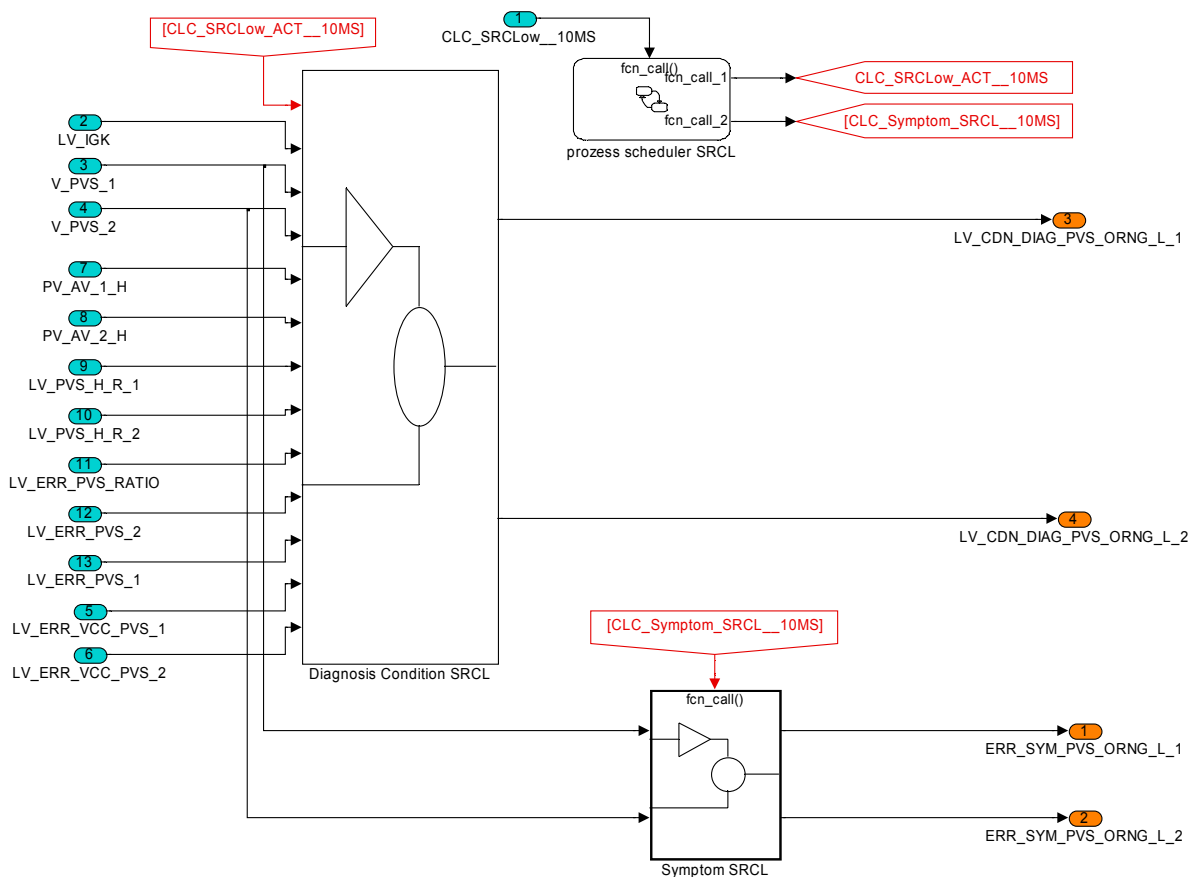 [CLC_SRCLow_ACT__10MS]
1
CLC_SRCLow__10MS
fcn_call()
fcn_call_1
fcn_call_2
prozess scheduler SRCL
CLC_SRCLow_ACT__10MS
[CLC_Symptom_SRCL__10MS]
2
LV_IGK
3
V_PVS_1
4
V_PVS_2
7
PV_AV_1_H
8
PV_AV_2_H
9
LV_PVS_H_R_1
10
LV_PVS_H_R_2
11
LV_ERR_PVS_RATIO
12
LV_ERR_PVS_2
13
LV_ERR_PVS_1
5
LV_ERR_VCC_PVS_1
6
LV_ERR_VCC_PVS_2
Diagnosis Condition SRCL
3
LV_CDN_DIAG_PVS_ORNG_L_1
4
LV_CDN_DIAG_PVS_ORNG_L_2
[CLC_Symptom_SRCL__10MS]
fcn_call()
Symptom SRCL
1
ERR_SYM_PVS_ORNG_L_1
2
ERR_SYM_PVS_ORNG_L_2